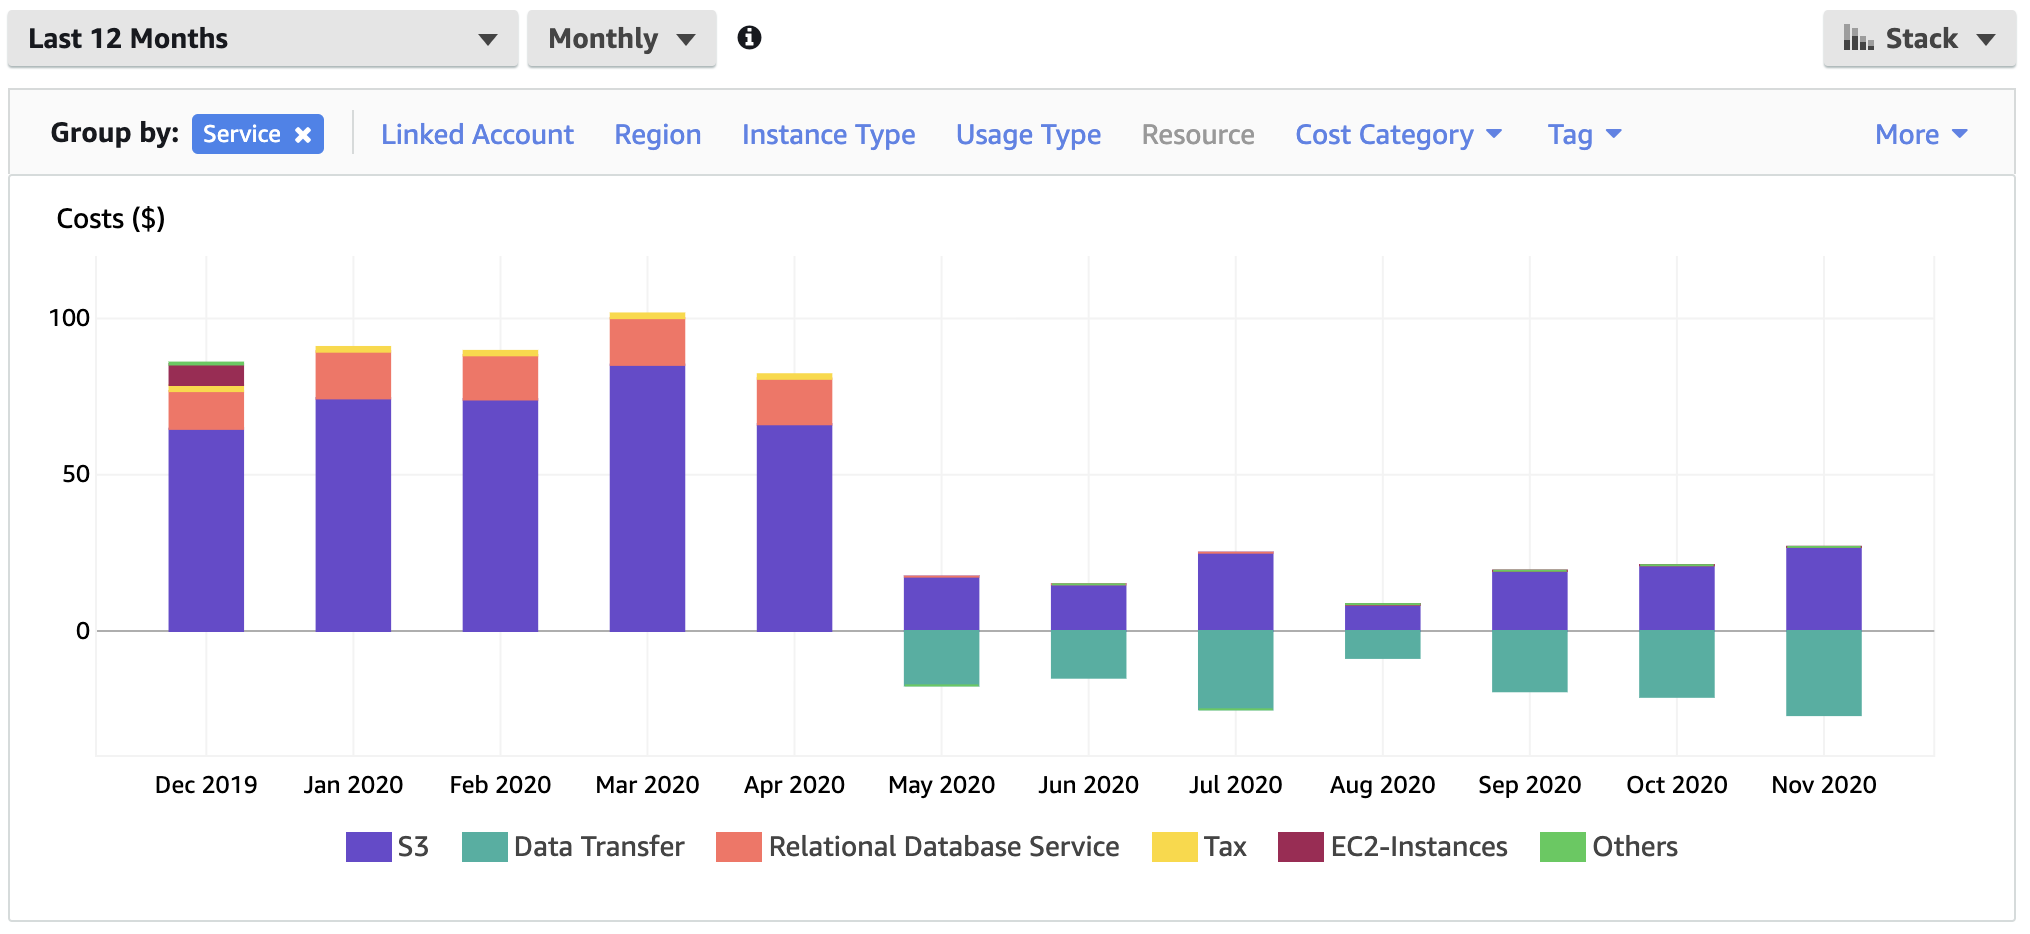 Last 12 Months Monthly Stack
Group by: Service Linked Account Region Instance Type Usage Type Resource Cost Category Tag More
Costs ($)
100
50
0
Dec 2019 Jan 2020 Feb 2020 Mar 2020 Apr 2020 May 2020 Jun 2020 Jul 2020 Aug 2020 Sep 2020 Oct 2020 Nov 2020
S3 Data Transfer Relational Database Service Tax EC2-Instances Others